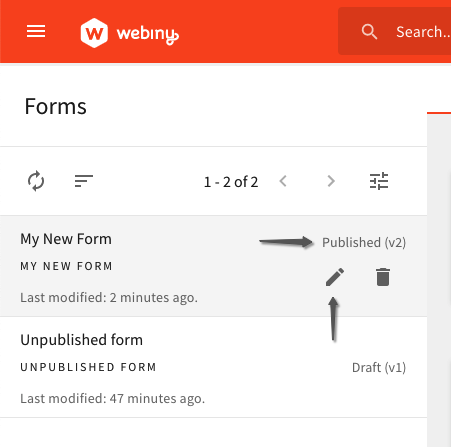 webiny
Search..
Forms
1 - 2 of 2
My New Form
Published (v2)
MY NEW FORM
Last modified: 2 minutes ago.
Unpublished form
UNPUBLISHED FORM
Draft (v1)
Last modified: 47 minutes ago.